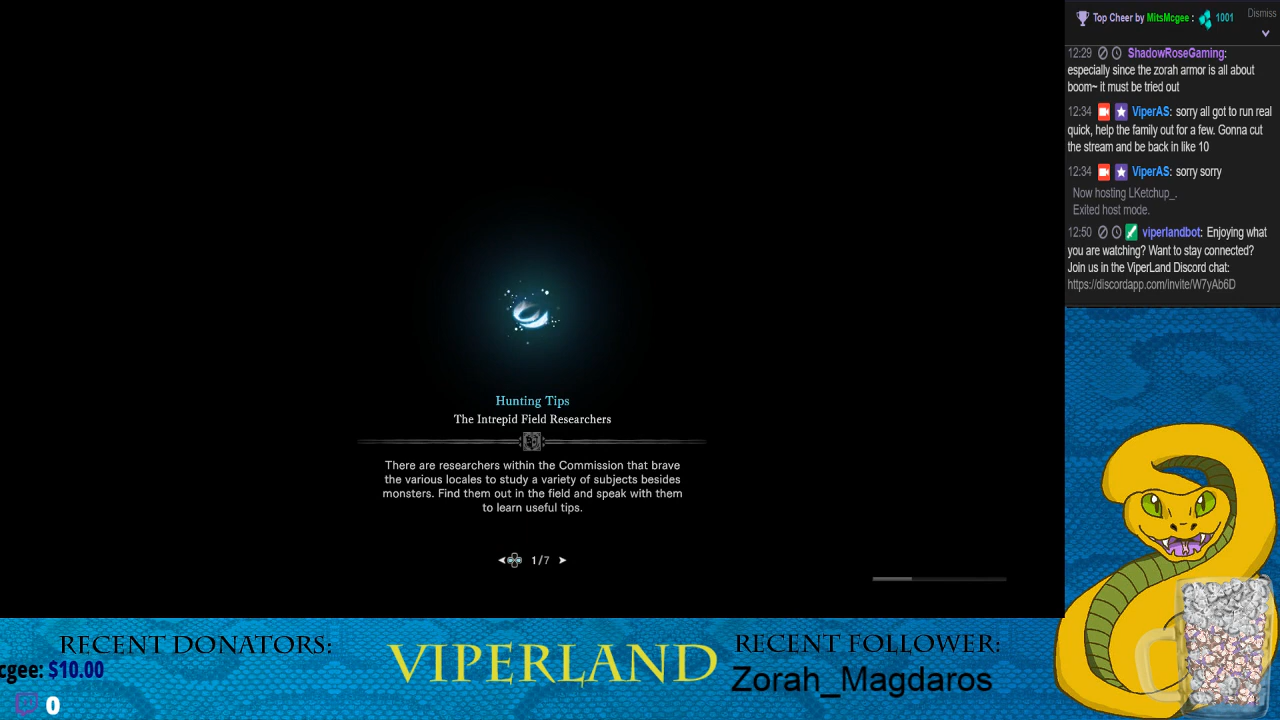 Top Cheer by MitsMcgee : 1001
Dismiss
12:29 ShadowRoseGaming:
especially since the zorah armor is all about
boom~ it must be tried out
12:34 ViperAS: sorry all got to run real
quick, help the family out for a few. Gonna cut
the stream and be back in like 10
12:34 ViperAS: sorry sorry
Now hosting LKetchup_.
Exited host mode.
12:50 viperlandbot: Enjoying what
you are watching? Want to stay connected?
Join us in the ViperLand Discord chat:
https://discordapp.com/invite/W7yAb6D
Hunting Tips
The Intrepid Field Researchers
There are researchers within the Commission that brave
the various locales to study a variety of subjects besides
monsters. Find them out in the field and speak with them
to learn useful tips.
1/7
RECENT DONATORS:
cgee: $10.00
0
VIPERLAND
RECENT FOLLOWER:
Zorah_Magdaros